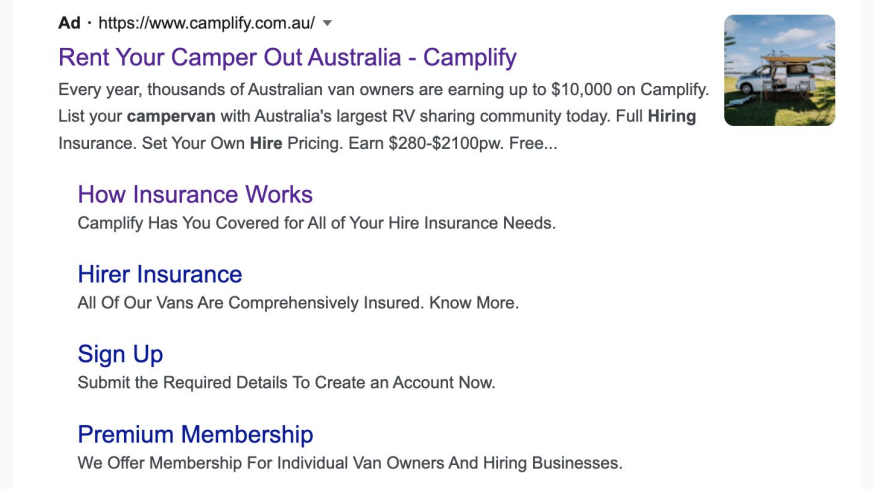 Ad · https://www.camplify.com.au/
Rent Your Camper Out Australia - Camplify
Every year, thousands of Australian van owners are earning up to $10,000 on Camplify.
List your campervan with Australia's largest RV sharing community today. Full Hiring
Insurance. Set Your Own Hire Pricing. Earn $280-$2100pw. Free...
How Insurance Works
Camplify Has You Covered for All of Your Hire Insurance Needs.
Hirer Insurance
All Of Our Vans Are Comprehensively Insured. Know More.
Sign Up
Submit the Required Details To Create an Account Now.
Premium Membership
We Offer Membership For Individual Van Owners And Hiring Businesses.